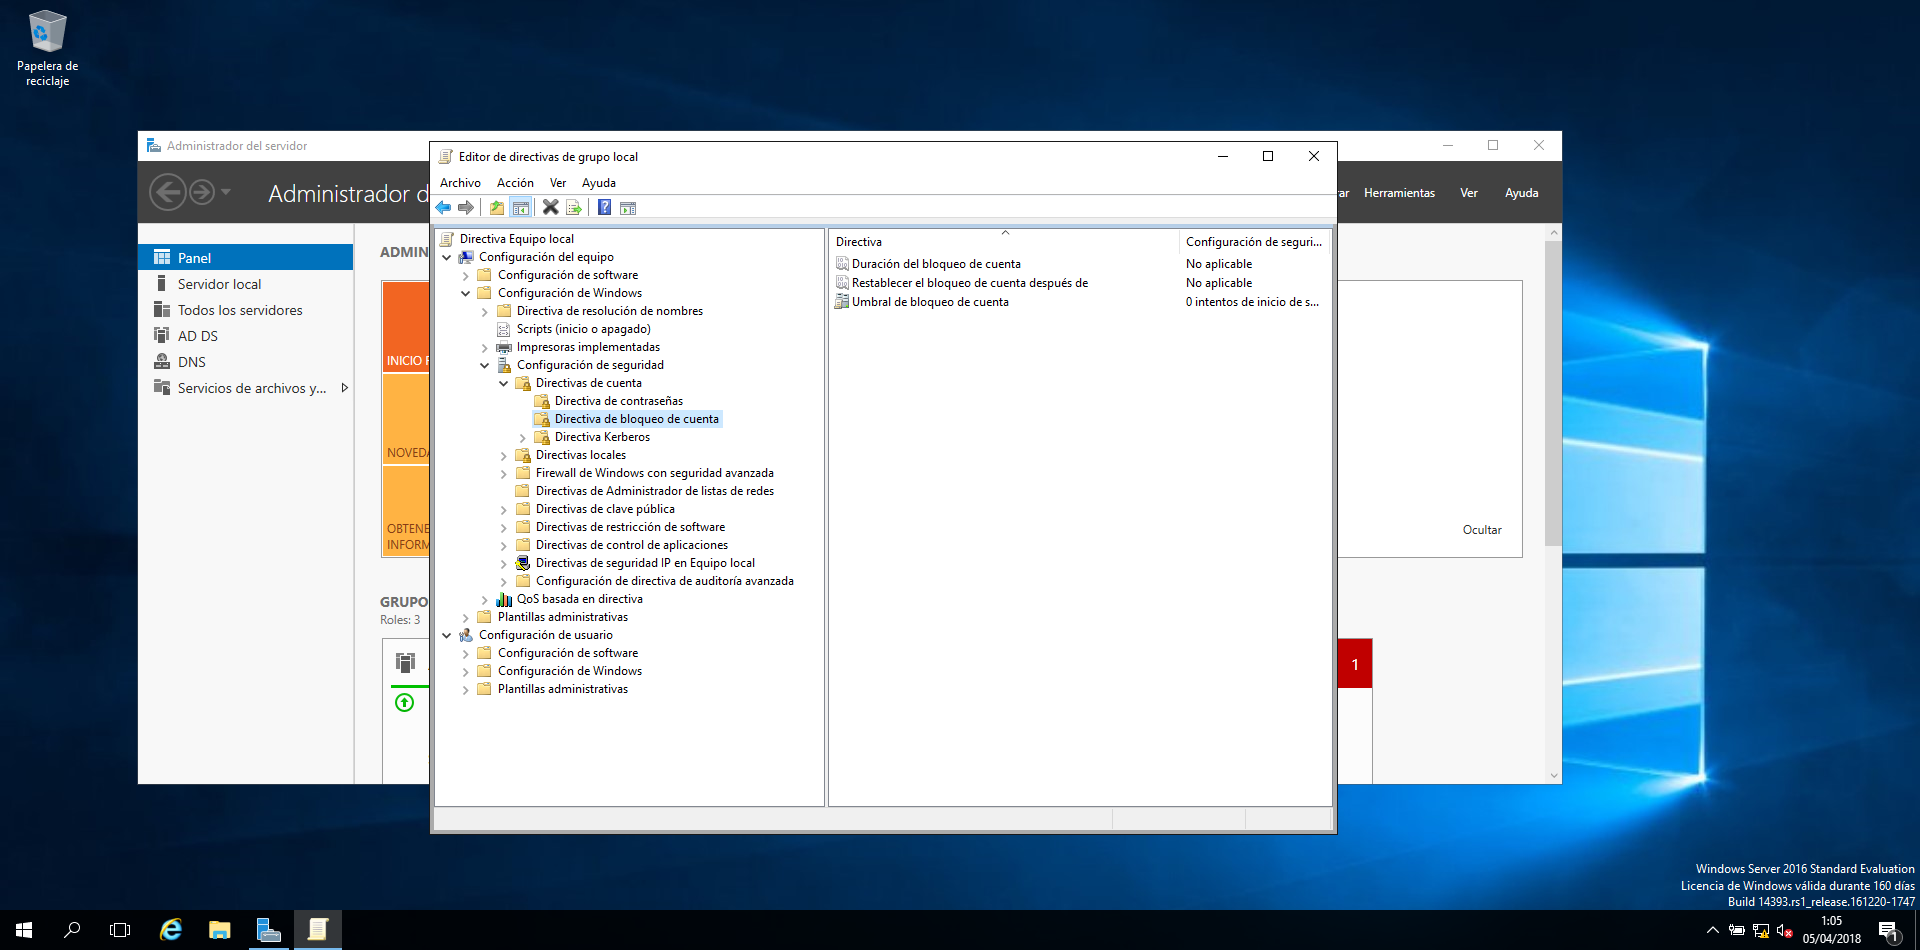 Papelera de
reciclaje
Administrador del servidor
Administrador d
rar
Herramientas
Ver
Ayuda
Panel
Servidor local
Todos los servidores
AD DS
DNS
Servicios de archivos y...
ADMIN
INICIO R
NOVEDA
OBTENE
INFORM
Ocultar
GRUPO
Roles: 3
1
Editor de directivas de grupo local
Archivo
Acción
Ver
Ayuda
Directiva Equipo local
Configuración del equipo
Configuración de software
Configuración de Windows
Directiva de resolución de nombres
Scripts (inicio o apagado)
Impresoras implementadas
Configuración de seguridad
Directivas de cuenta
Directiva de contraseñas
Directiva de bloqueo de cuenta
Directiva Kerberos
Directivas locales
Firewall de Windows con seguridad avanzada
Directivas de Administrador de listas de redes
Directivas de clave pública
Directivas de restricción de software
Directivas de control de aplicaciones
Directivas de seguridad IP en Equipo local
Configuración de directiva de auditoría avanzada
QoS basada en directiva
Plantillas administrativas
Configuración de usuario
Configuración de software
Configuración de Windows
Plantillas administrativas
Directiva
Configuración de seguri...
Duración del bloqueo de cuenta
No aplicable
Restablecer el bloqueo de cuenta después de
No aplicable
Umbral de bloqueo de cuenta
0 intentos de inicio de s...
Windows Server 2016 Standard Evaluation
Licencia de Windows válida durante 160 días
Build 14393.rs1_release.161220-1747
1:05
05/04/2018
1